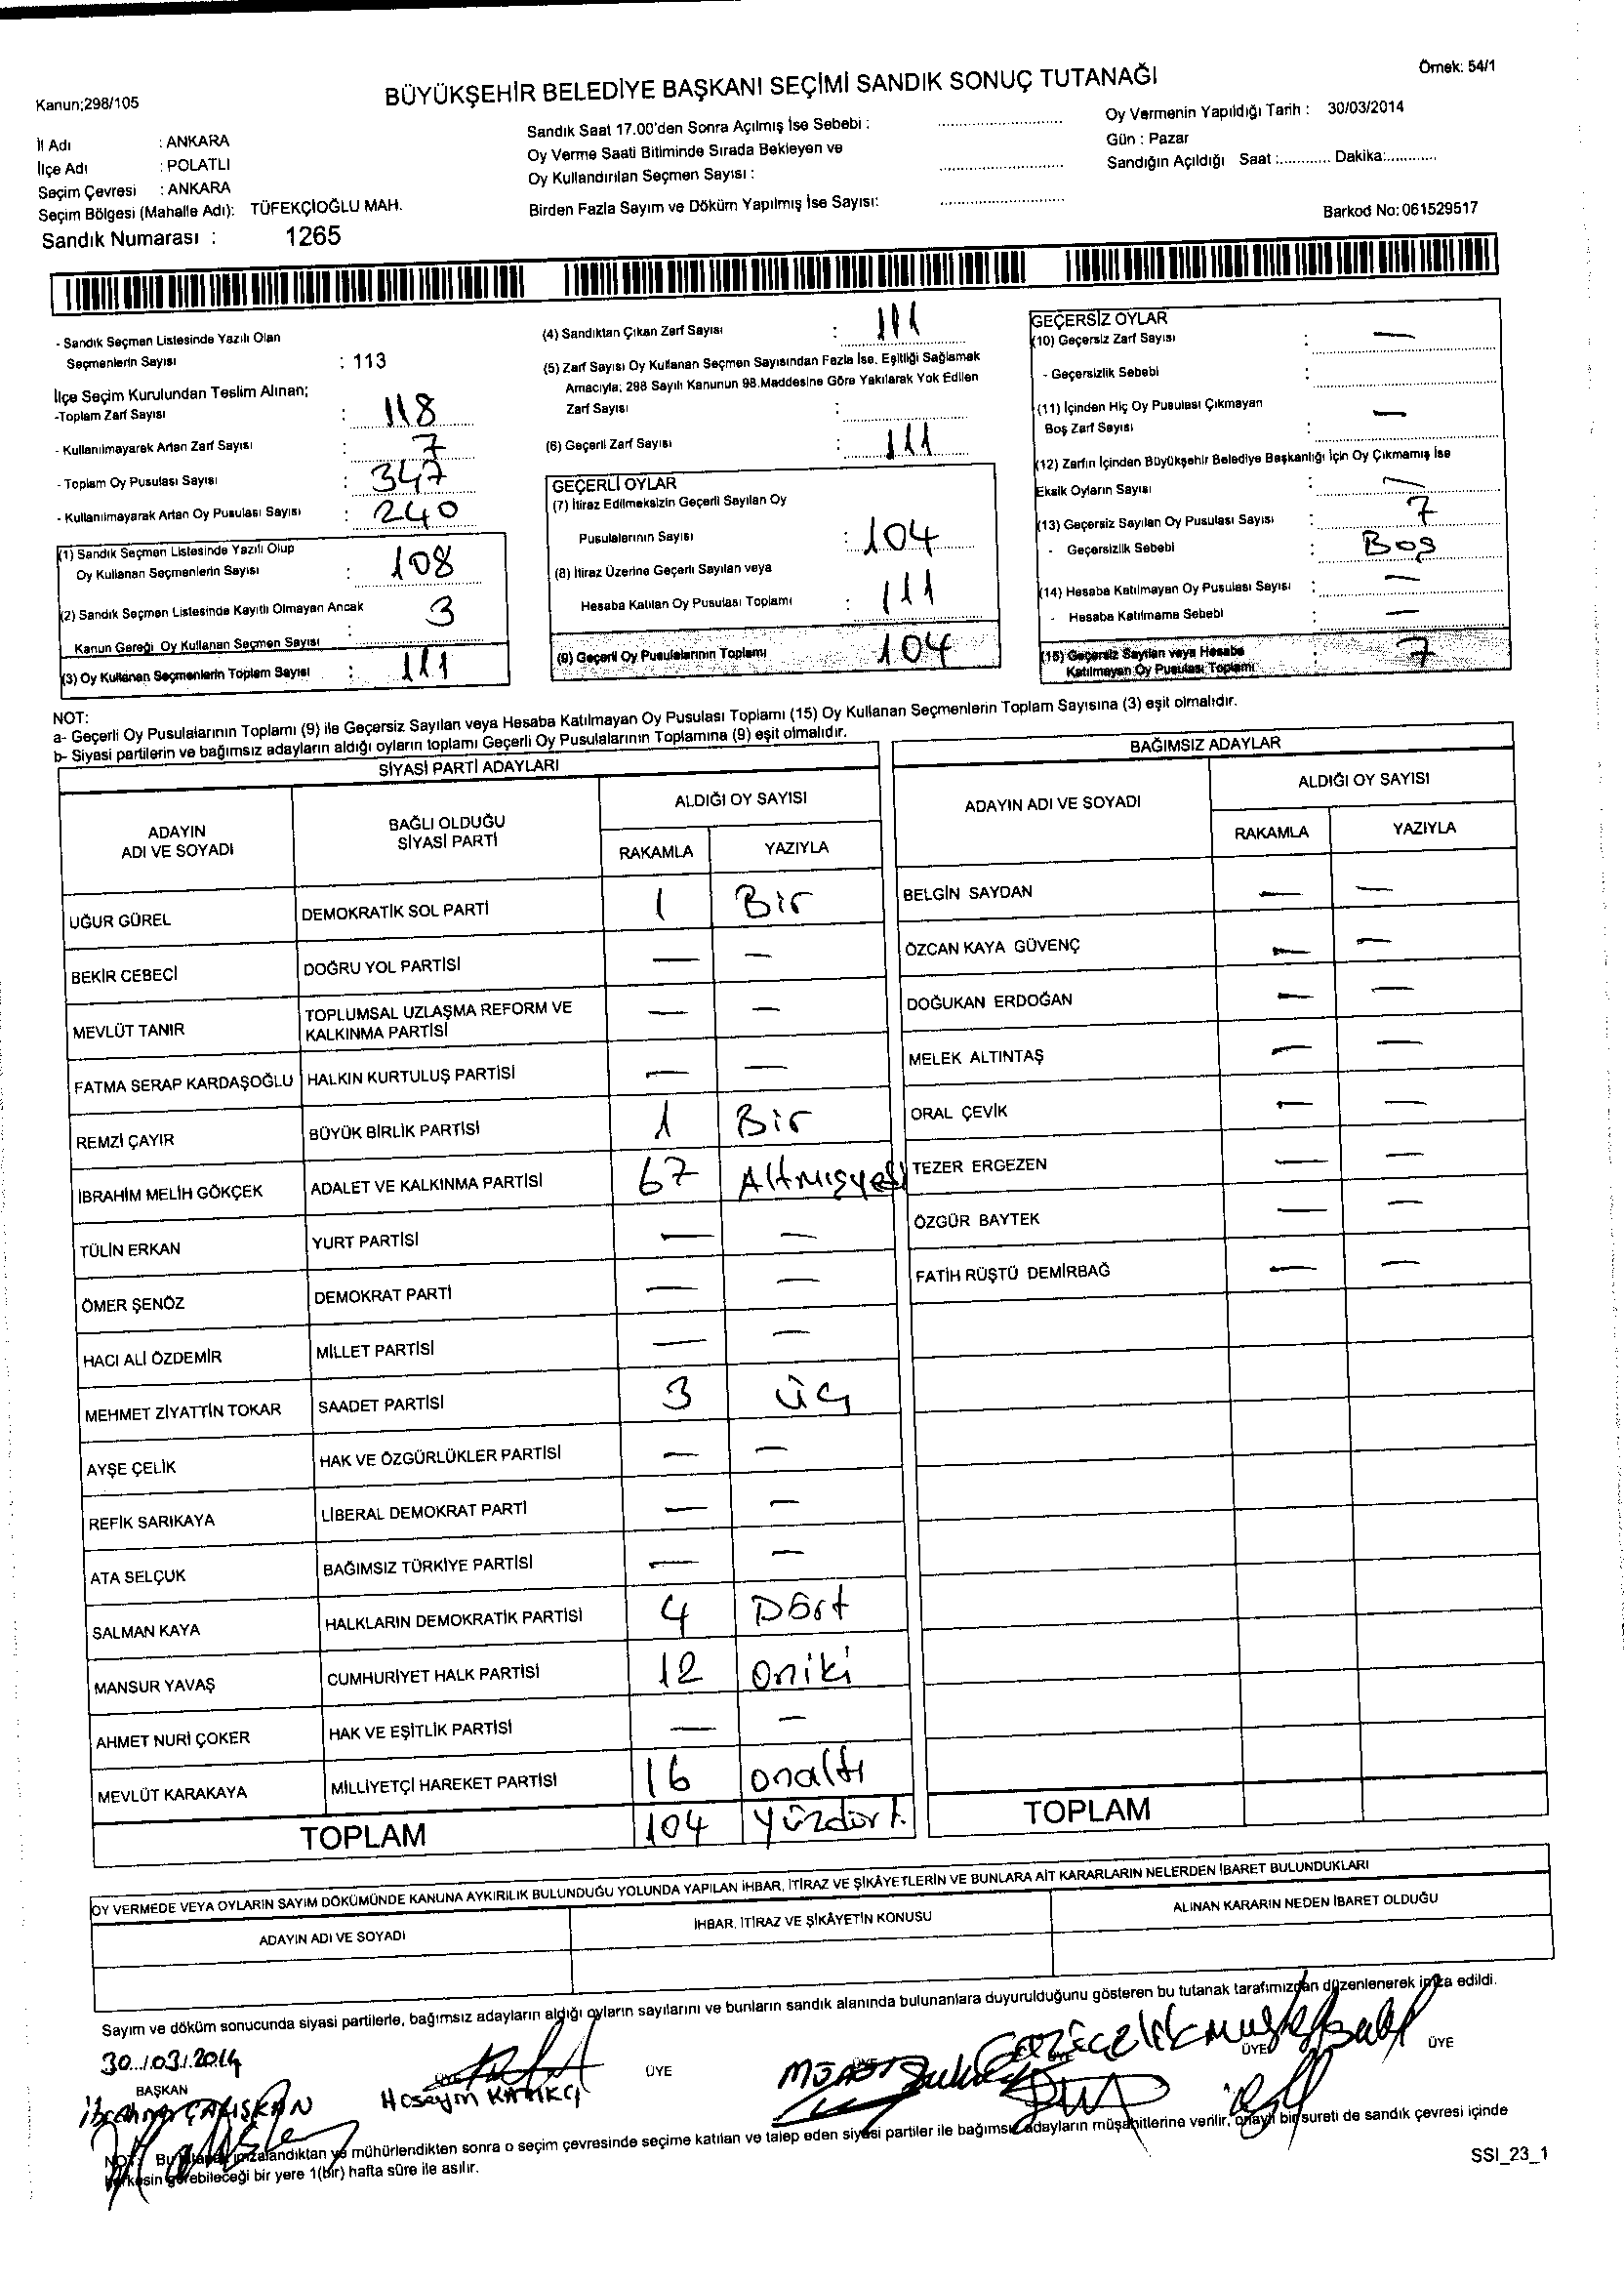 Örnek: 54/1
Kanun;298/105
BÜYÜKŞEHİR BELEDİYE BAŞKANI SEÇİMİ SANDIK SONUÇ TUTANAĞI
İl Adı : ANKARA
İlçe Adı : POLATLI
Seçim Çevresi : ANKARA
Seçim Bölgesi (Mahalle Adı): TÜFEKÇİOĞLU MAH.
Sandık Numarası : 1265
Sandık Saat 17.00'den Sonra Açılmış İse Sebebi :
Oy Verme Saati Bitiminde Sırada Bekleyen ve
Oy Kullandırılan Seçmen Sayısı :
Birden Fazla Sayım ve Döküm Yapılmış İse Sayısı:
Oy Vermenin Yapıldığı Tarih : 30/03/2014
Gün : Pazar
Sandığın Açıldığı Saat :............ Dakika:............
Barkod No: 061529517
- Sandık Seçmen Listesinde Yazılı Olan
Seçmenlerin Sayısı : 113
İlçe Seçim Kurulundan Teslim Alınan;
-Toplam Zarf Sayısı : 118
- Kullanılmayarak Artan Zarf Sayısı : 7
- Toplam Oy Pusulası Sayısı : 347
- Kullanılmayarak Artan Oy Pusulası Sayısı : 240
(1) Sandık Seçmen Listesinde Yazılı Olup
Oy Kullanan Seçmenlerin Sayısı : 108
(2) Sandık Seçmen Listesinde Kayıtlı Olmayan Ancak
Kanun Gereği Oy Kullanan Seçmen Sayısı : 3
(3) Oy Kullanan Seçmenlerin Toplam Sayısı : 111
(4) Sandıktan Çıkan Zarf Sayısı : 111
(5) Zarf Sayısı Oy Kullanan Seçmen Sayısından Fazla İse, Eşitliği Sağlamak
Amacıyla; 298 Sayılı Kanunun 98.Maddesine Göre Yakılarak Yok Edilen
Zarf Sayısı :
(6) Geçerli Zarf Sayısı : 111
GEÇERLİ OYLAR
(7) İtiraz Edilmeksizin Geçerli Sayılan Oy
Pusulalarının Sayısı : 104
(8) İtiraz Üzerine Geçerli Sayılan veya
Hesaba Katılan Oy Pusulası Toplamı : 111
(9) Geçerli Oy Pusulalarının Toplamı 104
GEÇERSİZ OYLAR
(10) Geçersiz Zarf Sayısı : —
- Geçersizlik Sebebi :
(11) İçinden Hiç Oy Pusulası Çıkmayan
Boş Zarf Sayısı : —
(12) Zarfın İçinden Büyükşehir Belediye Başkanlığı İçin Oy Çıkmamış İse
Eksik Oyların Sayısı : —
(13) Geçersiz Sayılan Oy Pusulası Sayısı : 7
- Geçersizlik Sebebi : Boş
(14) Hesaba Katılmayan Oy Pusulası Sayısı : —
- Hesaba Katılmama Sebebi : —
(15) Geçersiz Sayılan veya Hesaba
Katılmayan Oy Pusulası Toplamı : 7
NOT:
a- Geçerli Oy Pusulalarının Toplamı (9) ile Geçersiz Sayılan veya Hesaba Katılmayan Oy Pusulası Toplamı (15) Oy Kullanan Seçmenlerin Toplam Sayısına (3) eşit olmalıdır.
b- Siyasi partilerin ve bağımsız adayların aldığı oyların toplamı Geçerli Oy Pusulalarının Toplamına (9) eşit olmalıdır.
SİYASİ PARTİ ADAYLARI
ADAYIN ADI VE SOYADI BAĞLI OLDUĞU SİYASİ PARTİ ALDIĞI OY SAYISI
RAKAMLA YAZIYLA
UĞUR GÜREL DEMOKRATİK SOL PARTİ 1 Bir
BEKİR CEBECİ DOĞRU YOL PARTİSİ — —
MEVLÜT TANIR TOPLUMSAL UZLAŞMA REFORM VE KALKINMA PARTİSİ — —
FATMA SERAP KARDAŞOĞLU HALKIN KURTULUŞ PARTİSİ — —
REMZİ ÇAYIR BÜYÜK BİRLİK PARTİSİ 1 Bir
İBRAHİM MELİH GÖKÇEK ADALET VE KALKINMA PARTİSİ 67 Altmışyedi
TÜLİN ERKAN YURT PARTİSİ — —
ÖMER ŞENÖZ DEMOKRAT PARTİ — —
HACI ALİ ÖZDEMİR MİLLET PARTİSİ — —
MEHMET ZİYATTİN TOKAR SAADET PARTİSİ 3 üç
AYŞE ÇELİK HAK VE ÖZGÜRLÜKLER PARTİSİ — —
REFİK SARIKAYA LİBERAL DEMOKRAT PARTİ — —
ATA SELÇUK BAĞIMSIZ TÜRKİYE PARTİSİ — —
SALMAN KAYA HALKLARIN DEMOKRATİK PARTİSİ 4 Dört
MANSUR YAVAŞ CUMHURİYET HALK PARTİSİ 12 oniki
AHMET NURİ ÇOKER HAK VE EŞİTLİK PARTİSİ — —
MEVLÜT KARAKAYA MİLLİYETÇİ HAREKET PARTİSİ 16 onaltı
TOPLAM 104 yüzdört.
BAĞIMSIZ ADAYLAR
ADAYIN ADI VE SOYADI ALDIĞI OY SAYISI
RAKAMLA YAZIYLA
BELGİN SAYDAN — —
ÖZCAN KAYA GÜVENÇ — —
DOĞUKAN ERDOĞAN — —
MELEK ALTINTAŞ — —
ORAL ÇEVİK — —
TEZER ERGEZEN — —
ÖZGÜR BAYTEK — —
FATİH RÜŞTÜ DEMİRBAĞ — —
TOPLAM
OY VERMEDE VEYA OYLARIN SAYIM DÖKÜMÜNDE KANUNA AYKIRILIK BULUNDUĞU YOLUNDA YAPILAN İHBAR, İTİRAZ VE ŞİKÂYETLERİN VE BUNLARA AİT KARARLARIN NELERDEN İBARET BULUNDUKLARI
ADAYIN ADI VE SOYADI İHBAR, İTİRAZ VE ŞİKÂYETİN KONUSU ALINAN KARARIN NEDEN İBARET OLDUĞU
Sayım ve döküm sonucunda siyasi partilerle, bağımsız adayların aldığı oyların sayılarını ve bunların sandık alanında bulunanlara duyurulduğunu gösteren bu tutanak tarafımızdan düzenlenerek imza edildi.
30/03/2014
BAŞKAN ÜYE ÜYE ÜYE
İbrahim ÇALIŞKAN
NOT: Bu tutanak imzalandıktan ve mühürlendikten sonra o seçim çevresinde seçime katılan ve talep eden siyasi partiler ile bağımsız adayların müşahitlerine verilir, onaylı bir sureti de sandık çevresi içinde
herkesin görebileceği bir yere 1(bir) hafta süre ile asılır.
SSI_23_1